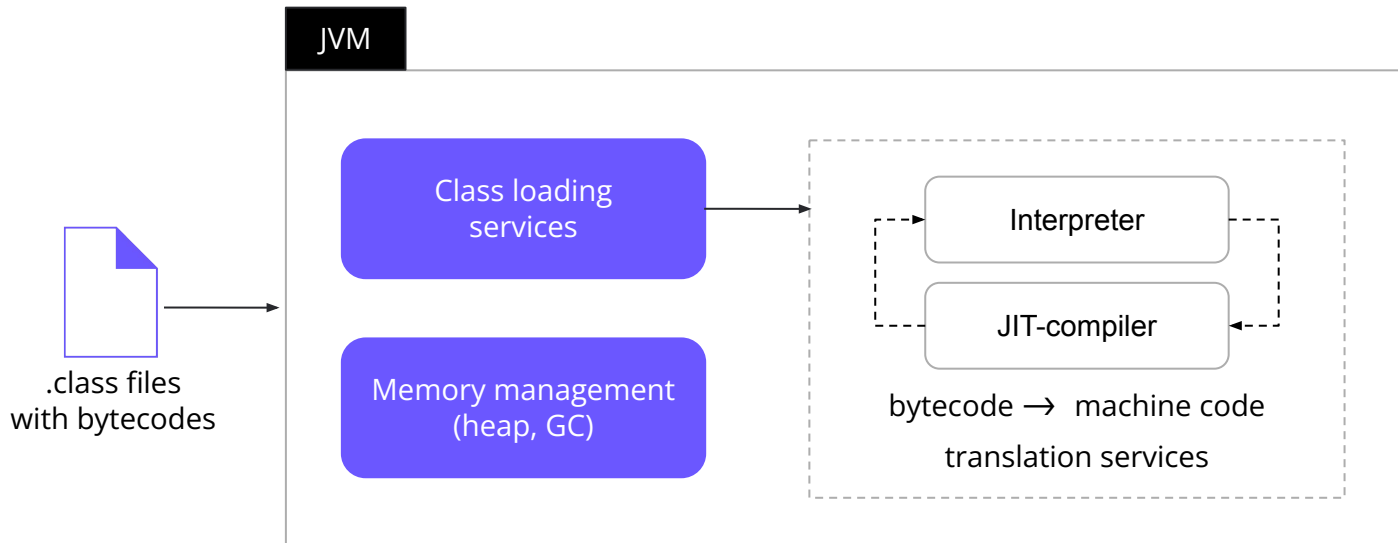 JVM
Class loading
services
Interpreter
JIT-compiler
.class files
with bytecodes
Memory management
(heap, GC)
bytecode → machine code
translation services